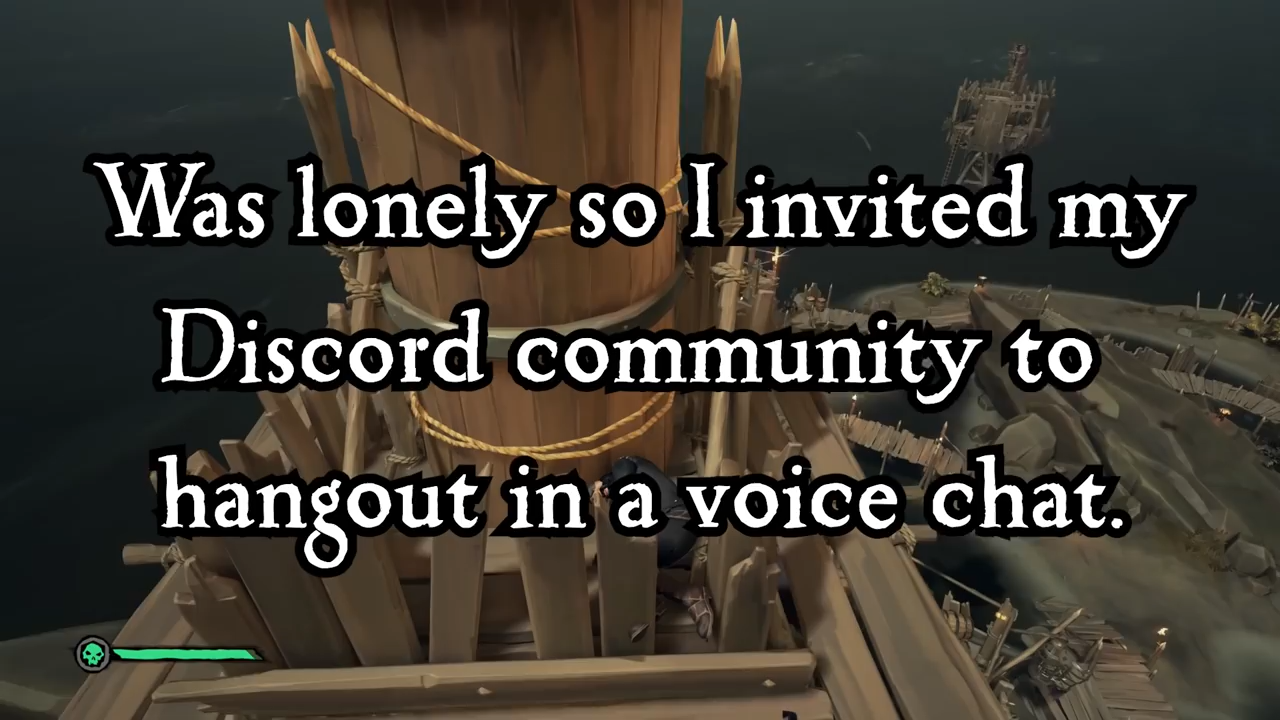 Was lonely so I invited my
Discord community to
hangout in a voice chat.